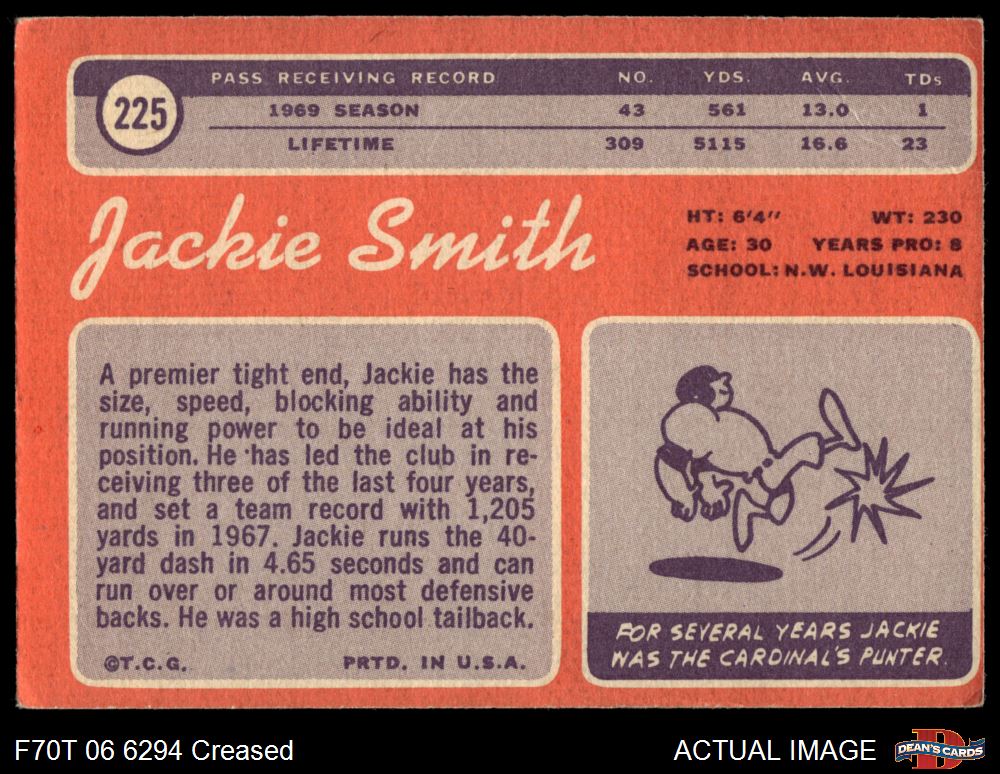 225
PASS RECEIVING RECORD NO. YDS. AVG. TDs
1969 SEASON 43 561 13.0 1
LIFETIME 309 5115 16.6 23
Jackie Smith
HT: 6'4" WT: 230
AGE: 30 YEARS PRO: 8
SCHOOL: N.W. LOUISIANA
A premier tight end, Jackie has the
size, speed, blocking ability and
running power to be ideal at his
position. He has led the club in re-
ceiving three of the last four years,
and set a team record with 1,205
yards in 1967. Jackie runs the 40-
yard dash in 4.65 seconds and can
run over or around most defensive
backs. He was a high school tailback.
©T.C.G. PRTD. IN U.S.A.
FOR SEVERAL YEARS JACKIE
WAS THE CARDINAL'S PUNTER.
F70T 06 6294 Creased ACTUAL IMAGE
D
DEAN'S CARDS